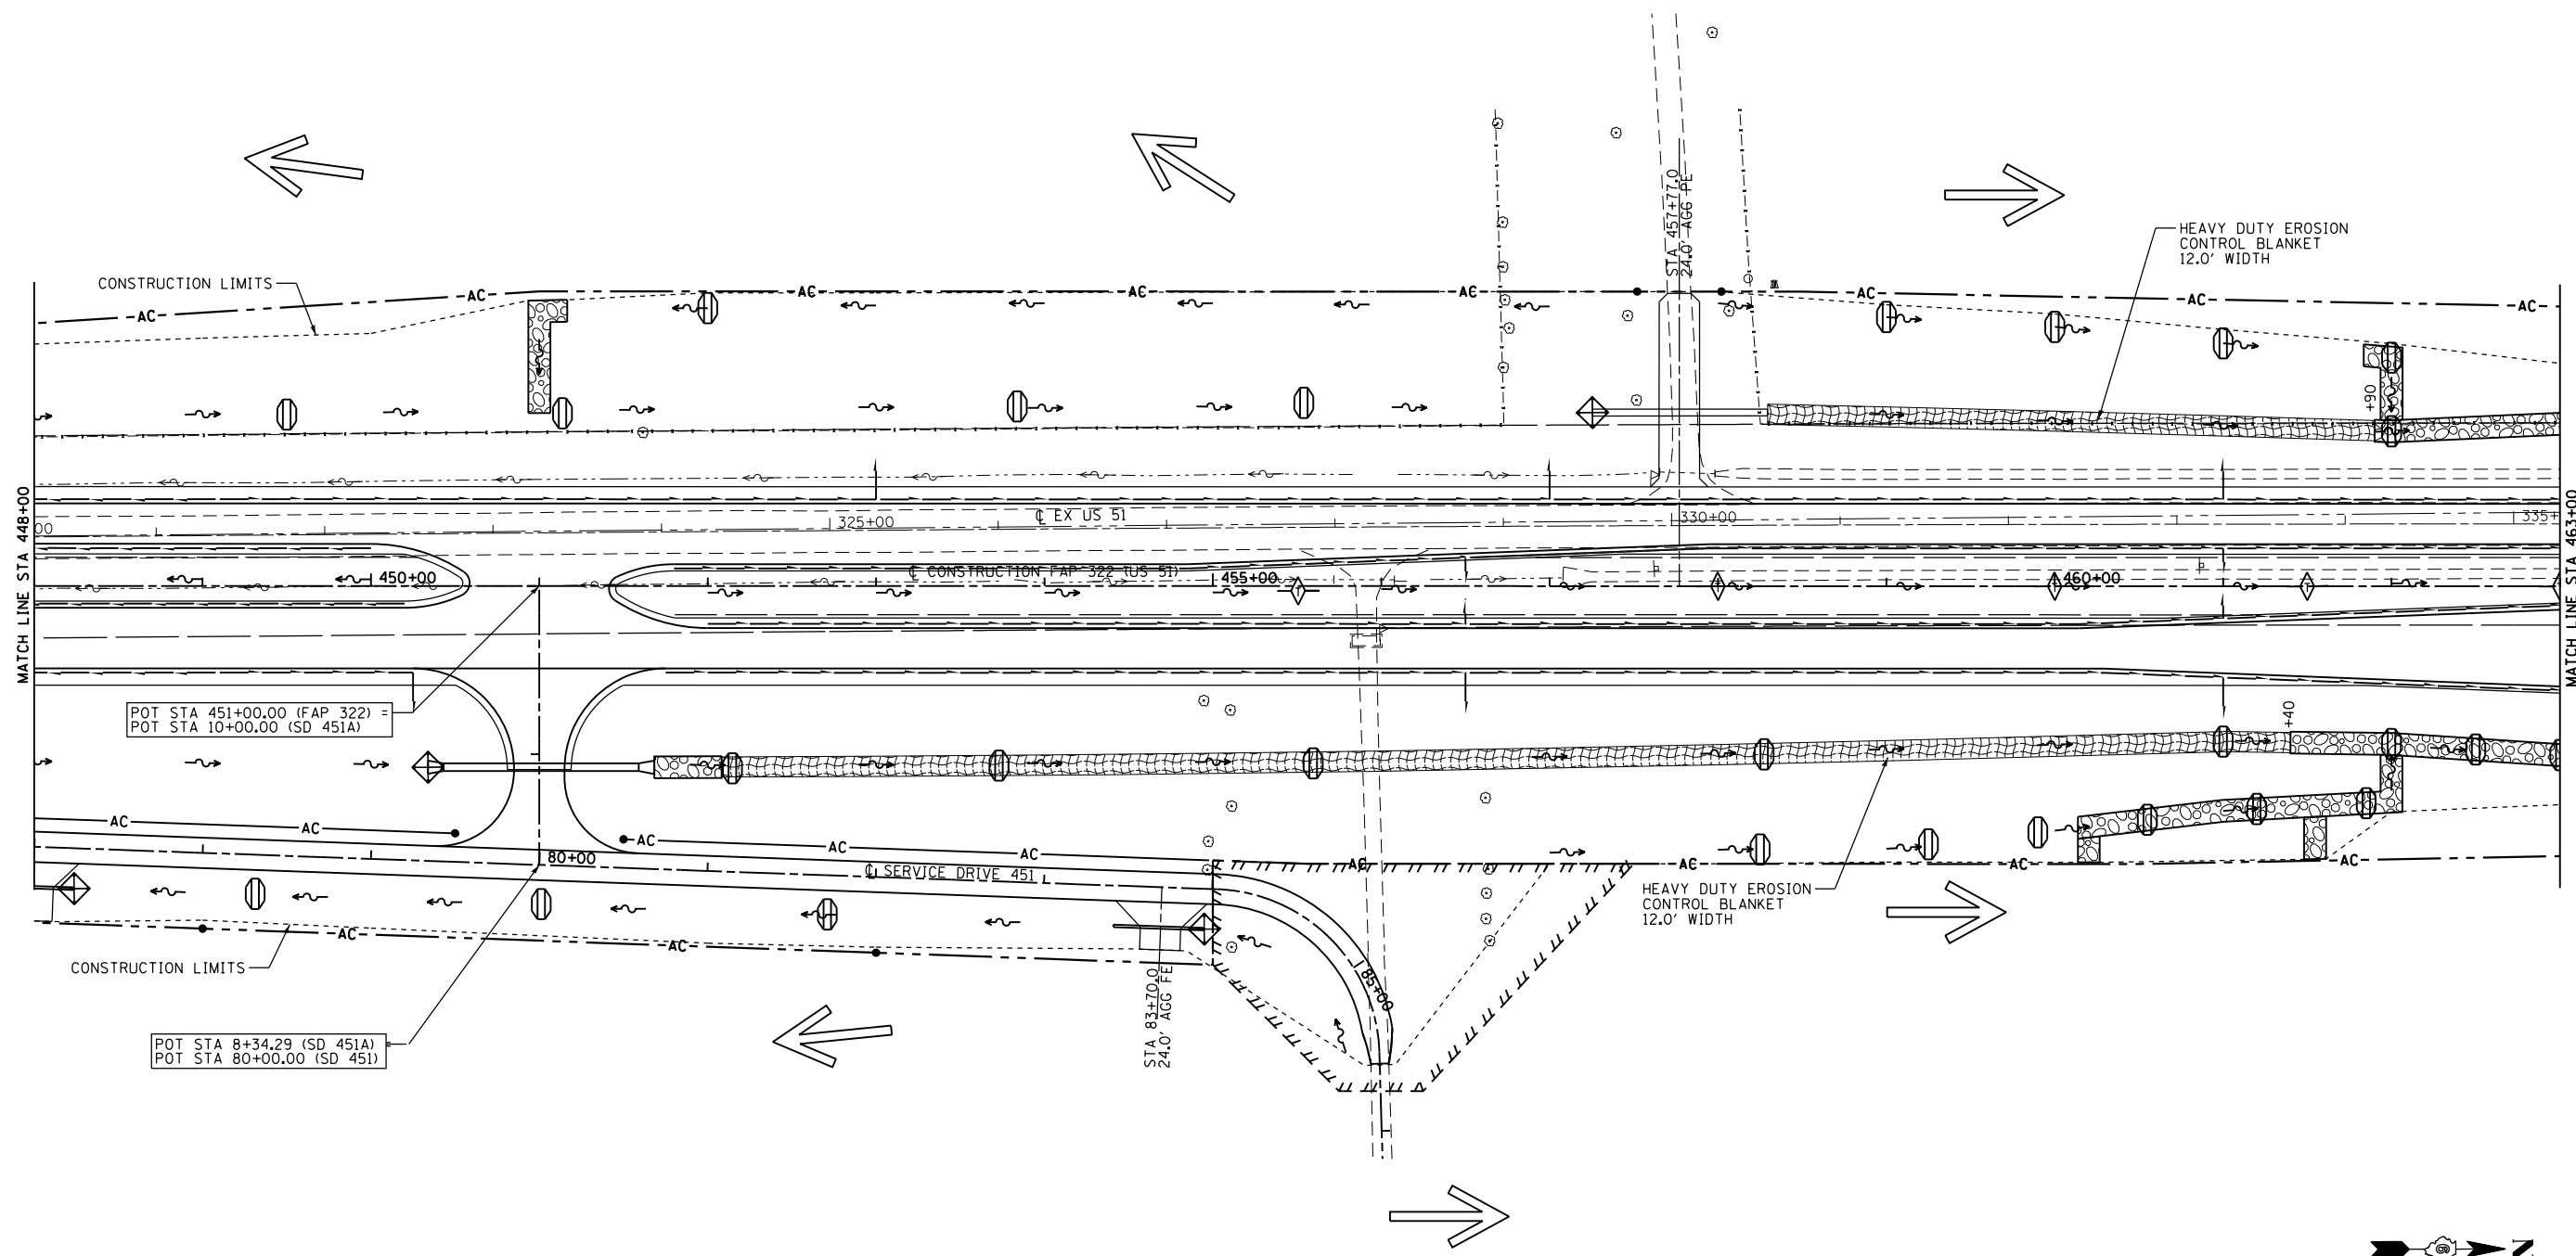 STA 457+77.0
24.0' AGG PE
HEAVY DUTY EROSION
CONTROL BLANKET
12.0' WIDTH
CONSTRUCTION LIMITS
AC
AC
AC
AC
AC
AC
AC
AC
+90
MATCH LINE STA 448+00
00
325+00
℄ EX US 51
330+00
335+
MATCH LINE STA 463+00
450+00
℄ CONSTRUCTION FAP 322 (US 51)
455+00
460+00
POT STA 451+00.00 (FAP 322) =
POT STA 10+00.00 (SD 451A)
+40
AC
AC
AC
AC
AC
80+00
℄ SERVICE DRIVE 451
AC
AC
AC
AC
HEAVY DUTY EROSION
CONTROL BLANKET
12.0' WIDTH
AC
AC
CONSTRUCTION LIMITS
85+00
STA 83+70.0
24.0' AGG FE
POT STA 8+34.29 (SD 451A) =
POT STA 80+00.00 (SD 451)
N